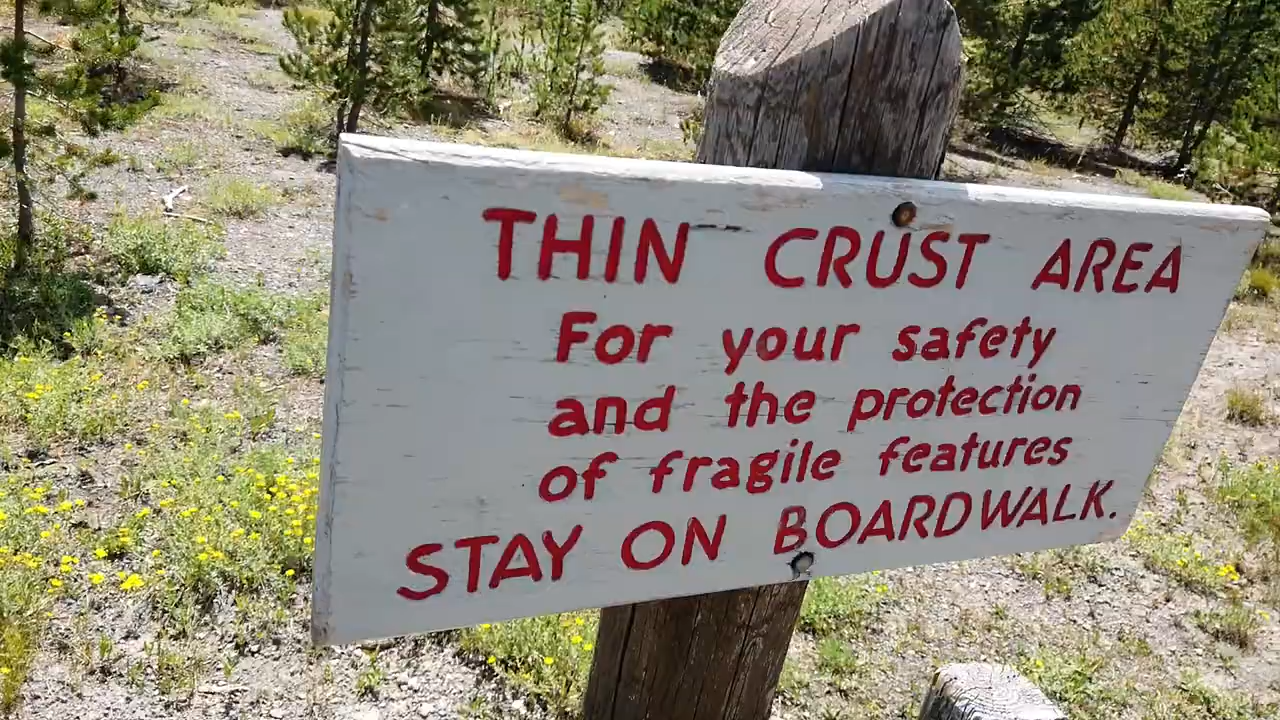 THIN CRUST AREA
For your safety
and the protection
of fragile features
STAY ON BOARDWALK.